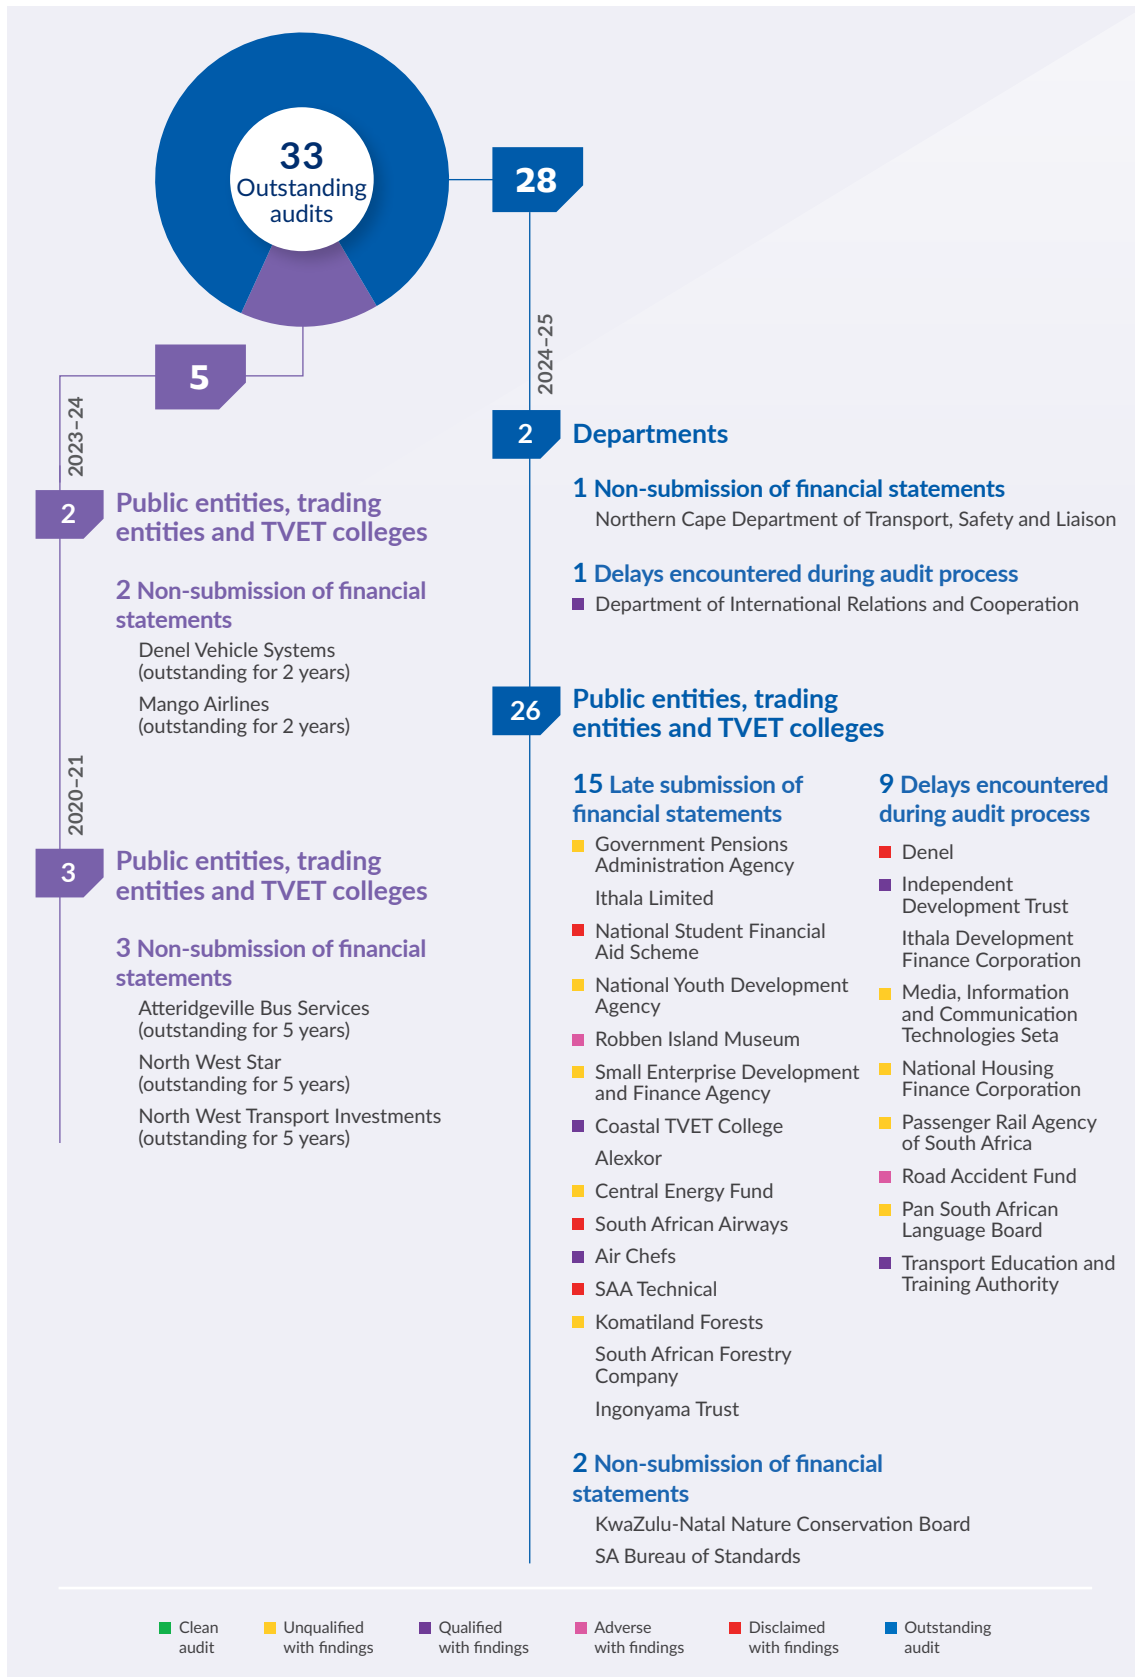 33
Outstanding
audits
28
5
2023–24
2
Public entities, trading
entities and TVET colleges
2 Non-submission of financial
statements
Denel Vehicle Systems
(outstanding for 2 years)
Mango Airlines
(outstanding for 2 years)
2020–21
3
Public entities, trading
entities and TVET colleges
3 Non-submission of financial
statements
Atteridgeville Bus Services
(outstanding for 5 years)
North West Star
(outstanding for 5 years)
North West Transport Investments
(outstanding for 5 years)
2024–25
2
Departments
1 Non-submission of financial statements
Northern Cape Department of Transport, Safety and Liaison
1 Delays encountered during audit process
Department of International Relations and Cooperation
26
Public entities, trading
entities and TVET colleges
15 Late submission of
financial statements
Government Pensions
Administration Agency
Ithala Limited
National Student Financial
Aid Scheme
National Youth Development
Agency
Robben Island Museum
Small Enterprise Development
and Finance Agency
Coastal TVET College
Alexkor
Central Energy Fund
South African Airways
Air Chefs
SAA Technical
Komatiland Forests
South African Forestry
Company
Ingonyama Trust
9 Delays encountered
during audit process
Denel
Independent
Development Trust
Ithala Development
Finance Corporation
Media, Information
and Communication
Technologies Seta
National Housing
Finance Corporation
Passenger Rail Agency
of South Africa
Road Accident Fund
Pan South African
Language Board
Transport Education and
Training Authority
2 Non-submission of financial
statements
KwaZulu-Natal Nature Conservation Board
SA Bureau of Standards
Clean
audit
Unqualified
with findings
Qualified
with findings
Adverse
with findings
Disclaimed
with findings
Outstanding
audit